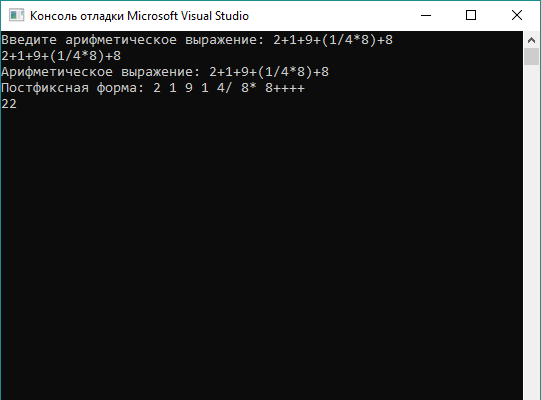 Консоль отладки Microsoft Visual Studio
Введите арифметическое выражение: 2+1+9+(1/4*8)+8
2+1+9+(1/4*8)+8
Арифметическое выражение: 2+1+9+(1/4*8)+8
Постфиксная форма: 2 1 9 1 4/ 8* 8++++
22